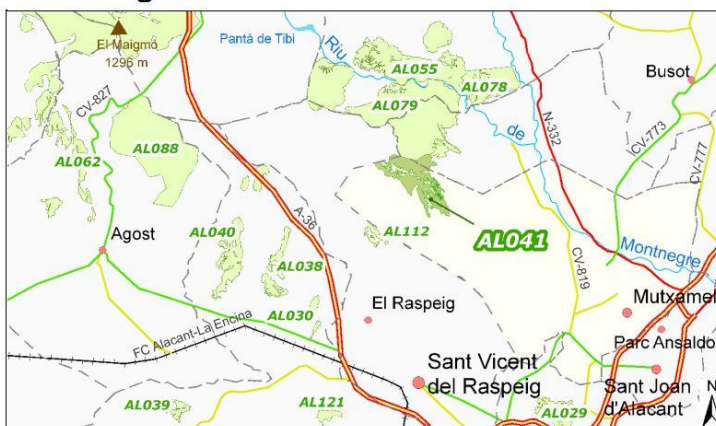 El Maigmó
1296 m
Pantà de Tibi
Riu
AL055
AL078
AL079
Busot
CV-827
N-332
CV-773
CV-777
de
AL062
AL088
AL041
Agost
AL040
A-36
AL112
Montnegre
AL038
CV-819
AL030
El Raspeig
Mutxamel
FC Alacant-La Encina
Parc Ansaldo
Sant Vicent
del Raspeig
Sant Joan
d'Alacant
N
AL039
AL121
AL029